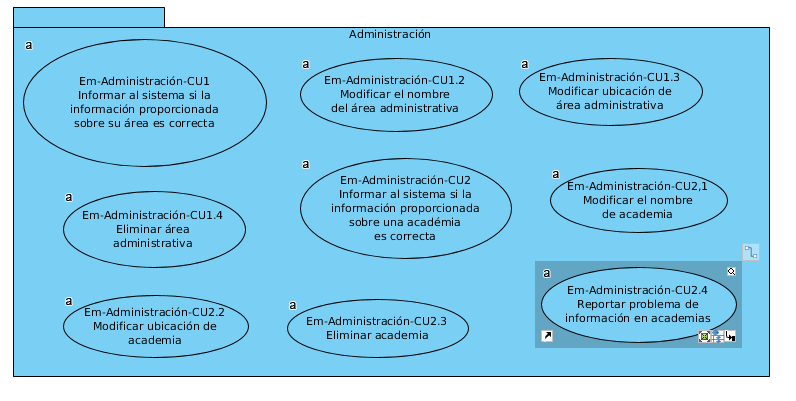 Administración
a
Em-Administración-CU1
Informar al sistema si la
información proporcionada
sobre su área es correcta
a
Em-Administración-CU1.2
Modificar el nombre
del área administrativa
a
Em-Administración-CU1.3
Modificar ubicación de
área administrativa
a
Em-Administración-CU1.4
Eliminar área
administrativa
a
Em-Administración-CU2
Informar al sistema si la
información proporcionada
sobre una académia
es correcta
a
Em-Administración-CU2,1
Modificar el nombre
de academia
a
Em-Administración-CU2.2
Modificar ubicación de
academia
a
Em-Administración-CU2.3
Eliminar academia
a
Em-Administración-CU2.4
Reportar problema de
información en academias